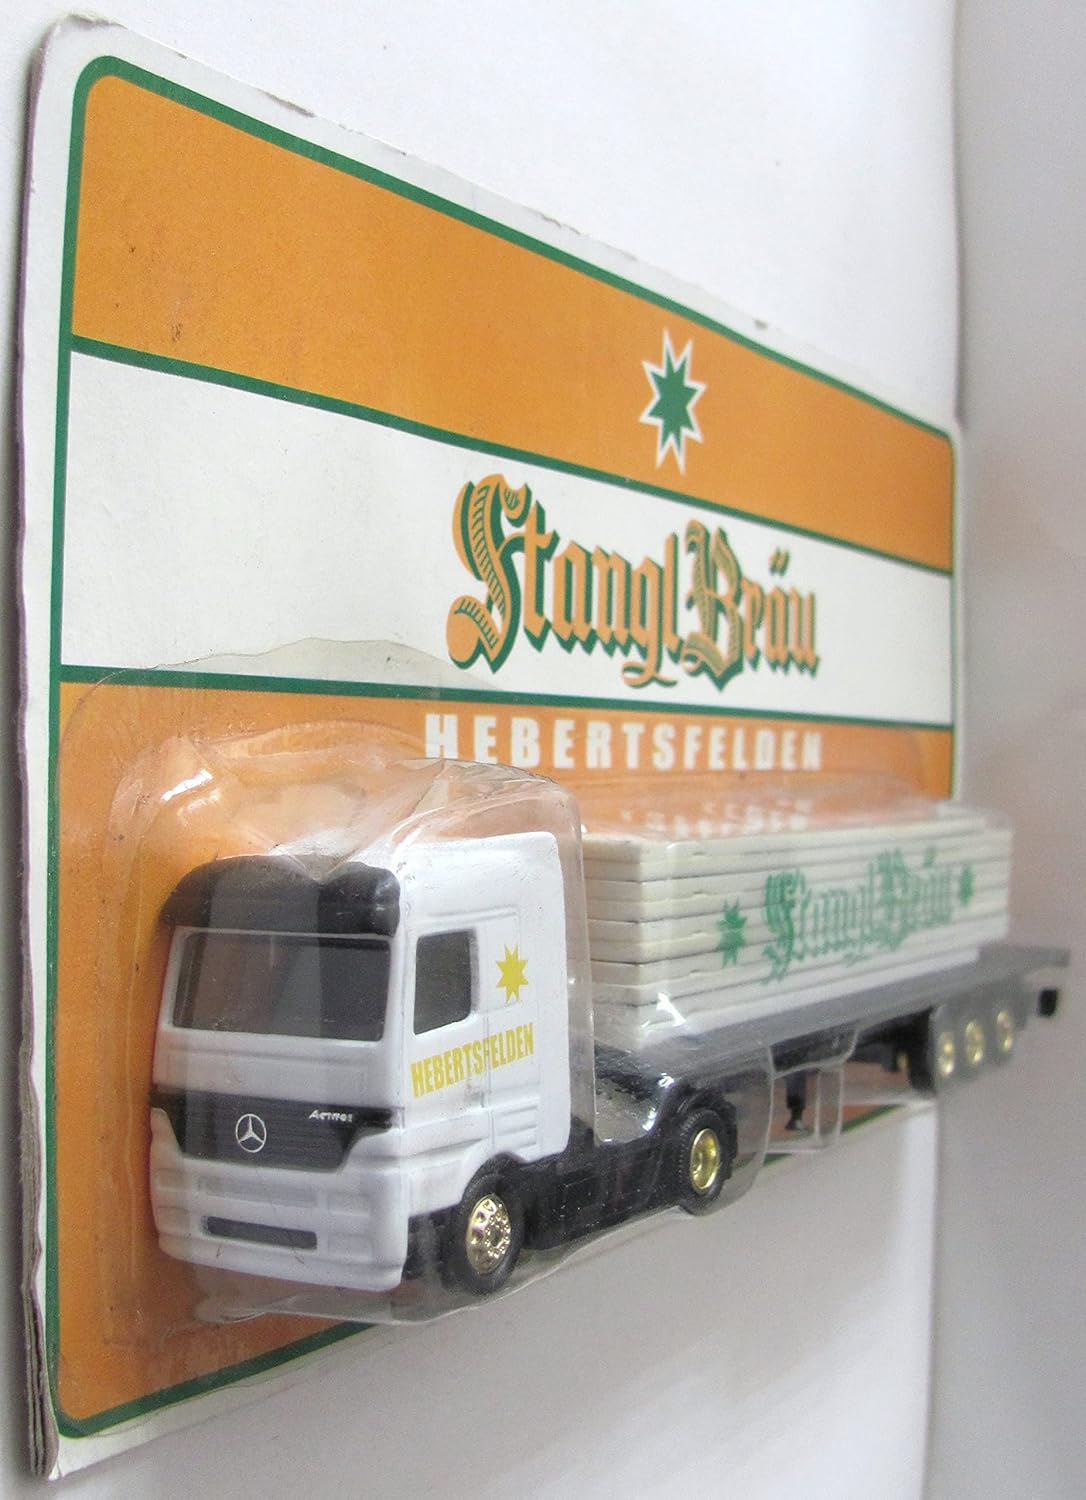 Stangl Bräu
HEBERTSFELDEN
Stangl Bräu
HEBERTSFELDEN
Actros